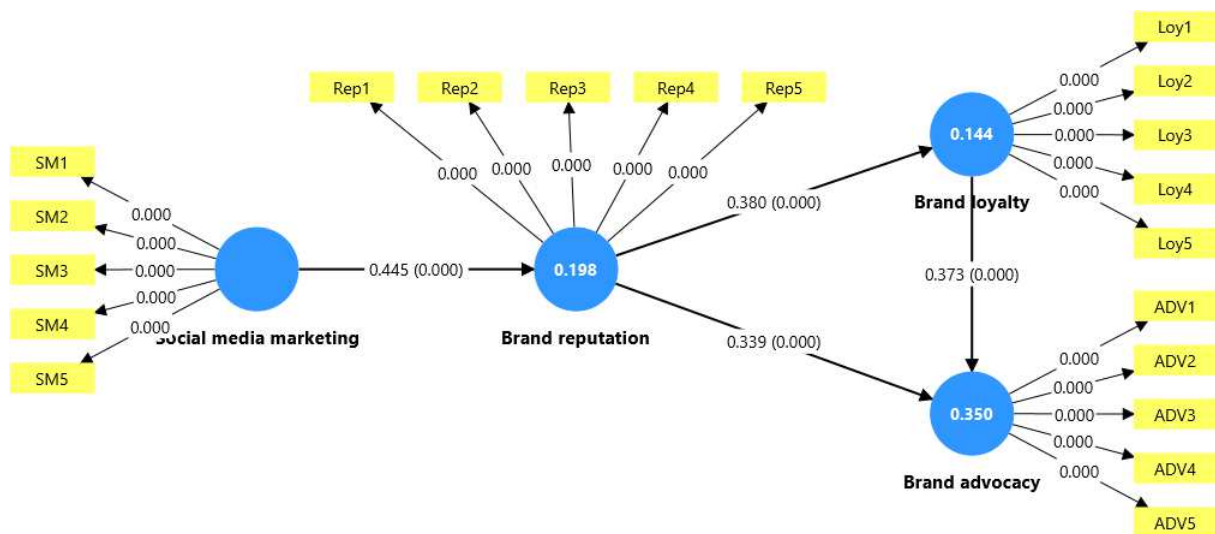 Loy1
0.000
Rep1
Rep2
Rep3
Rep4
Rep5
Loy2
0.000
0.144
0.000
Loy3
SM1
0.000
0.000
0.000
0.000
0.000
0.000
Loy4
0.380 (0.000)
Brand loyalty
0.000
SM2
0.000
Loy5
0.000
SM3
0.000
0.445 (0.000)
0.198
0.373 (0.000)
0.000
SM4
0.000
Social media marketing
Brand reputation
0.339 (0.000)
ADV1
0.000
ADV2
SM5
0.000
0.350
0.000
ADV3
0.000
ADV4
Brand advocacy
0.000
ADV5